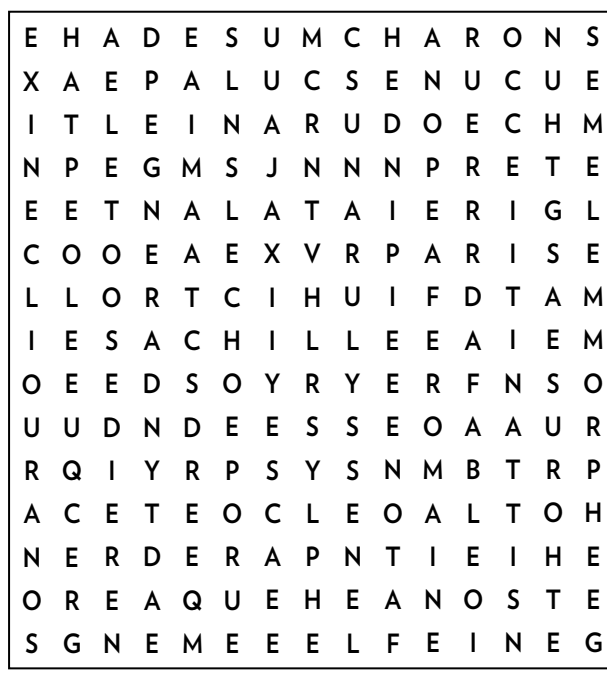 E H A D E S U M C H A R O N S
X A E P A L U C S E N U C U E
I T L E I N A R U D O E C H M
N P E G M S J N N N P R E T E
E E T N A L A T A I E R I G L
C O O E A E X V R P A R I S E
L L O R T C I H U I F D T A M
I E S A C H I L L E E A I E M
O E E D S O Y R Y E R F N S O
U U D N D E E S S E O A A U R
R Q I Y R P S Y S N M B T R P
A C E T E O C L E O A L T O H
N E R D E R A P N T I E I H E
O R E A Q U E H E A N O S T E
S G N E M E E E L F E I N E G